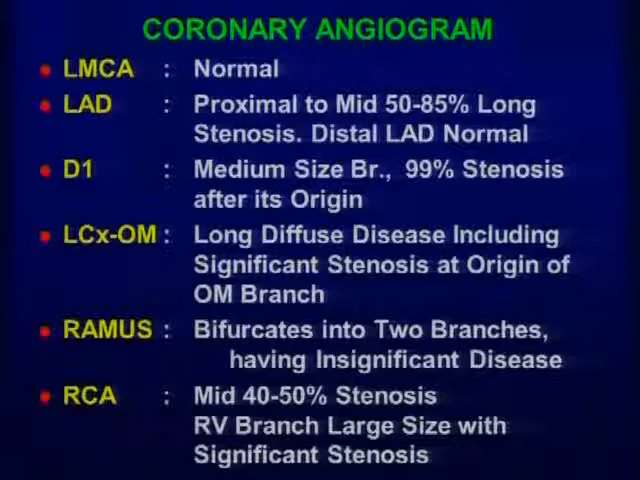 CORONARY ANGIOGRAM
• LMCA : Normal
• LAD : Proximal to Mid 50-85% Long
Stenosis. Distal LAD Normal
• D1 : Medium Size Br., 99% Stenosis
after its Origin
• LCx-OM : Long Diffuse Disease Including
Significant Stenosis at Origin of
OM Branch
• RAMUS : Bifurcates into Two Branches,
having Insignificant Disease
• RCA : Mid 40-50% Stenosis
RV Branch Large Size with
Significant Stenosis